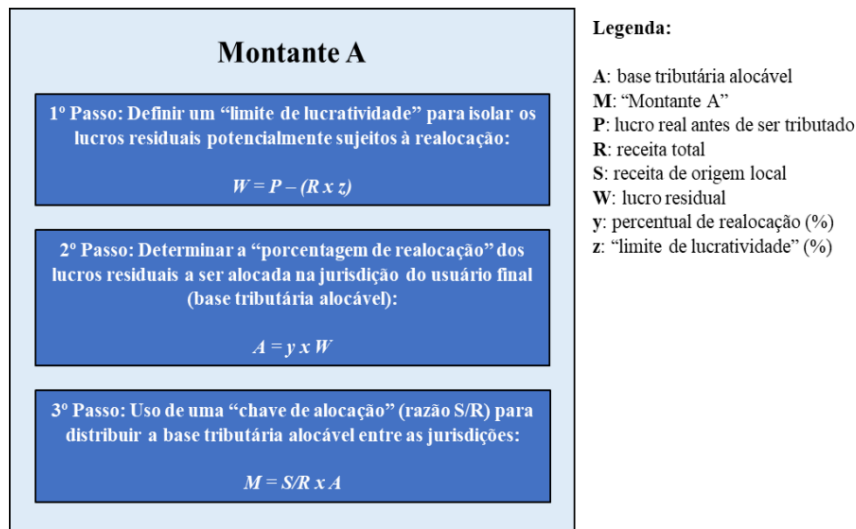 Montante A
1º Passo: Definir um “limite de lucratividade” para isolar os
lucros residuais potencialmente sujeitos à realocação:
W = P – (R x z)
2º Passo: Determinar a “porcentagem de realocação” dos
lucros residuais a ser alocada na jurisdição do usuário final
(base tributária alocável):
A = y x W
3º Passo: Uso de uma “chave de alocação” (razão S/R) para
distribuir a base tributária alocável entre as jurisdições:
M = S/R x A
Legenda:
A: base tributária alocável
M: “Montante A”
P: lucro real antes de ser tributado
R: receita total
S: receita de origem local
W: lucro residual
y: percentual de realocação (%)
z: “limite de lucratividade” (%)